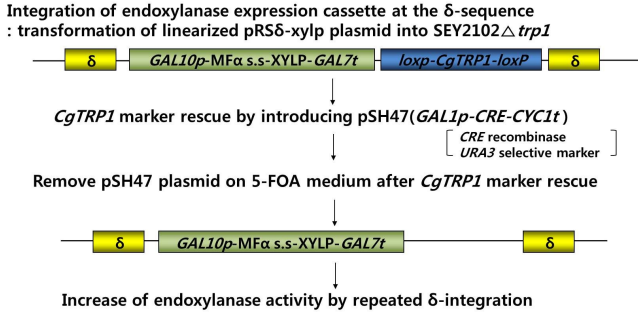 Integration of endoxylanase expression cassette at the δ-sequence
: transformation of linearized pRSδ-xylp plasmid into SEY2102△trp1
δ GAL10p-MFα s.s-XYLP-GAL7t loxp-CgTRP1-loxP δ
CgTRP1 marker rescue by introducing pSH47(GAL1p-CRE-CYC1t)
CRE recombinase
URA3 selective marker
Remove pSH47 plasmid on 5-FOA medium after CgTRP1 marker rescue
δ GAL10p-MFα s.s-XYLP-GAL7t δ
Increase of endoxylanase activity by repeated δ-integration